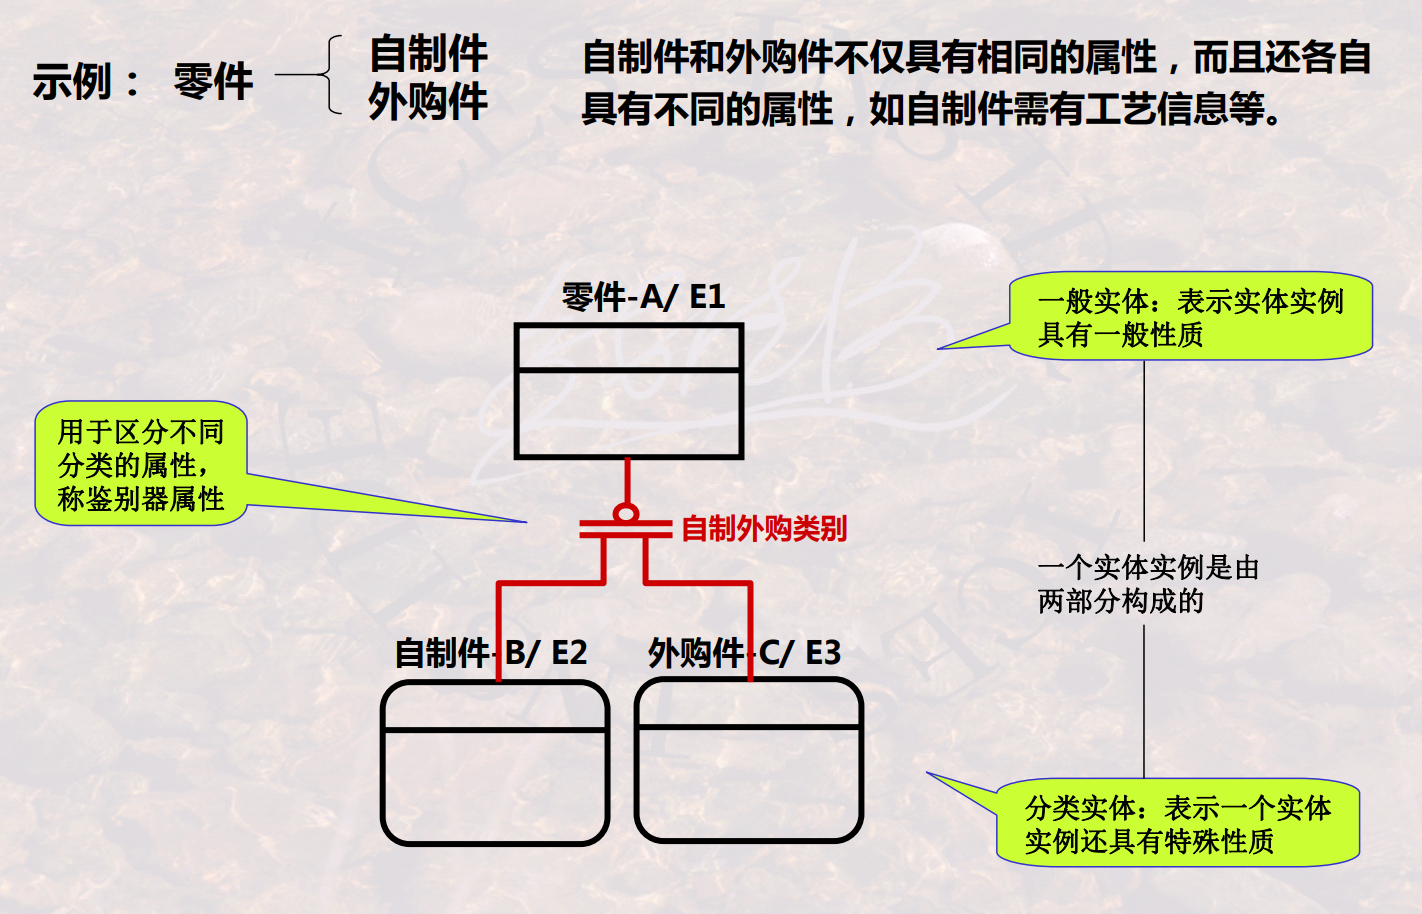 示例： 零件
自制件
外购件
自制件和外购件不仅具有相同的属性，而且还各自
具有不同的属性，如自制件需有工艺信息等。
零件-A/ E1
一般实体：表示实体实例
具有一般性质
用于区分不同
分类的属性，
称鉴别器属性
自制外购类别
一个实体实例是由
两部分构成的
自制件-B/ E2
外购件-C/ E3
分类实体：表示一个实体
实例还具有特殊性质